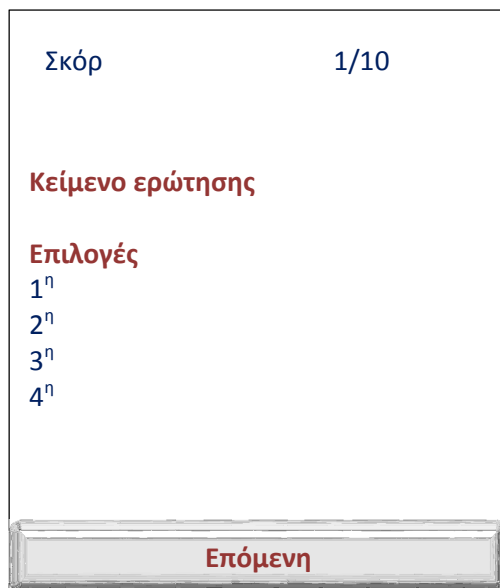 Σκόρ 1/10
Κείμενο ερώτησης
Επιλογές
1η
2η
3η
4η
Επόμενη